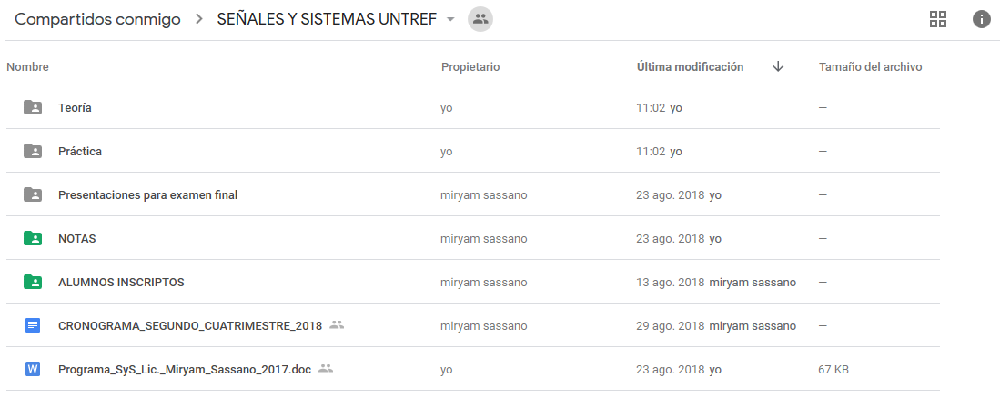 Compartidos conmigo > SEÑALES Y SISTEMAS UNTREF
Nombre Propietario Última modificación Tamaño del archivo
Teoría yo 11:02 yo —
Práctica yo 11:02 yo —
Presentaciones para examen final miryam sassano 23 ago. 2018 yo —
NOTAS miryam sassano 23 ago. 2018 yo —
ALUMNOS INSCRIPTOS miryam sassano 13 ago. 2018 miryam sassano —
CRONOGRAMA_SEGUNDO_CUATRIMESTRE_2018 miryam sassano 29 ago. 2018 miryam sassano —
W Programa_SyS_Lic._Miryam_Sassano_2017.doc yo 23 ago. 2018 yo 67 KB